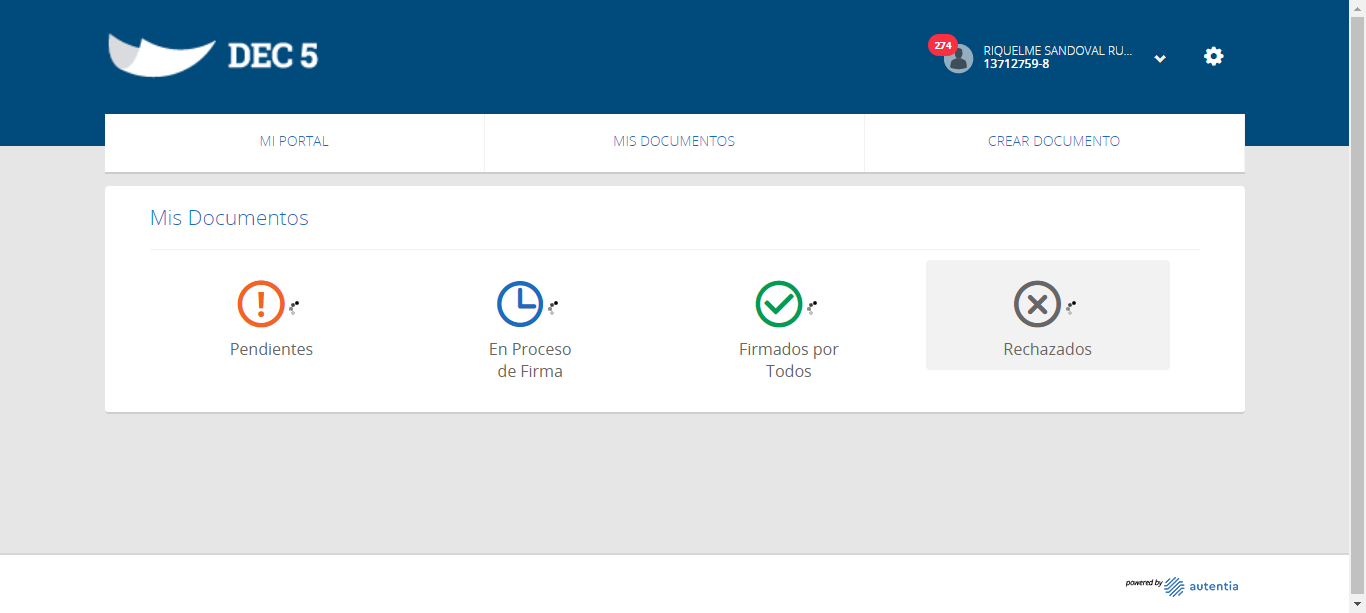 DEC 5
274
RIQUELME SANDOVAL RU...
13712759-8
MI PORTAL
MIS DOCUMENTOS
CREAR DOCUMENTO
Mis Documentos
Pendientes
En Proceso
de Firma
Firmados por
Todos
Rechazados
powered by autentia